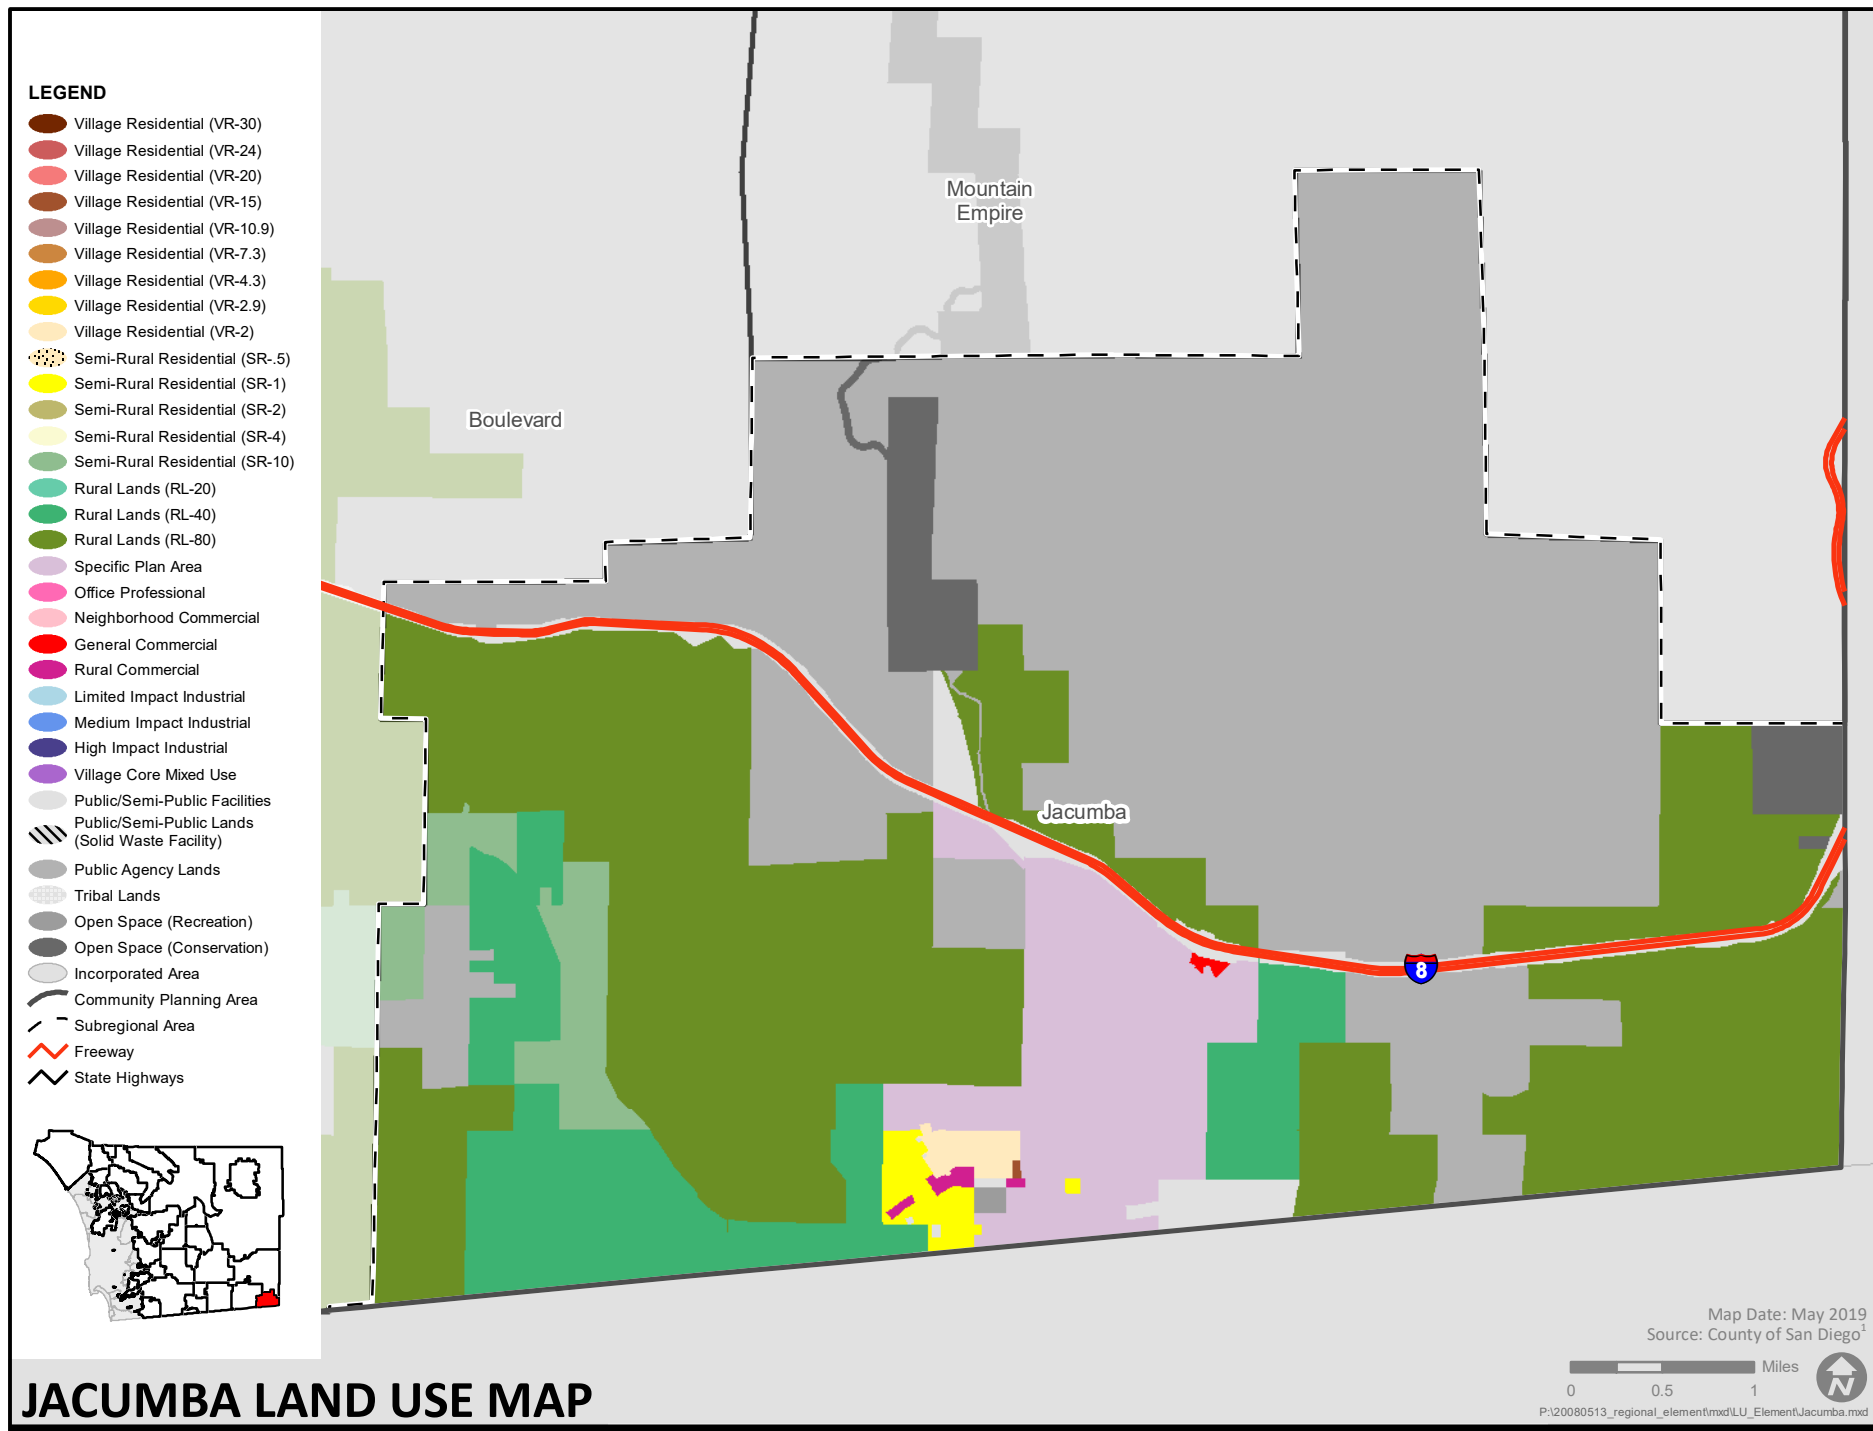 LEGEND
Village Residential (VR-30)
Village Residential (VR-24)
Village Residential (VR-20)
Village Residential (VR-15)
Village Residential (VR-10.9)
Village Residential (VR-7.3)
Village Residential (VR-4.3)
Village Residential (VR-2.9)
Village Residential (VR-2)
Semi-Rural Residential (SR-.5)
Semi-Rural Residential (SR-1)
Semi-Rural Residential (SR-2)
Semi-Rural Residential (SR-4)
Semi-Rural Residential (SR-10)
Rural Lands (RL-20)
Rural Lands (RL-40)
Rural Lands (RL-80)
Specific Plan Area
Office Professional
Neighborhood Commercial
General Commercial
Rural Commercial
Limited Impact Industrial
Medium Impact Industrial
High Impact Industrial
Village Core Mixed Use
Public/Semi-Public Facilities
Public/Semi-Public Lands
(Solid Waste Facility)
Public Agency Lands
Tribal Lands
Open Space (Recreation)
Open Space (Conservation)
Incorporated Area
Community Planning Area
Subregional Area
Freeway
State Highways
Mountain
Empire
Boulevard
Jacumba
8
Map Date: May 2019
Source: County of San Diego1
Miles
0 0.5 1
N
P:\20080513_regional_element\mxd\LU_Element\Jacumba.mxd
JACUMBA LAND USE MAP